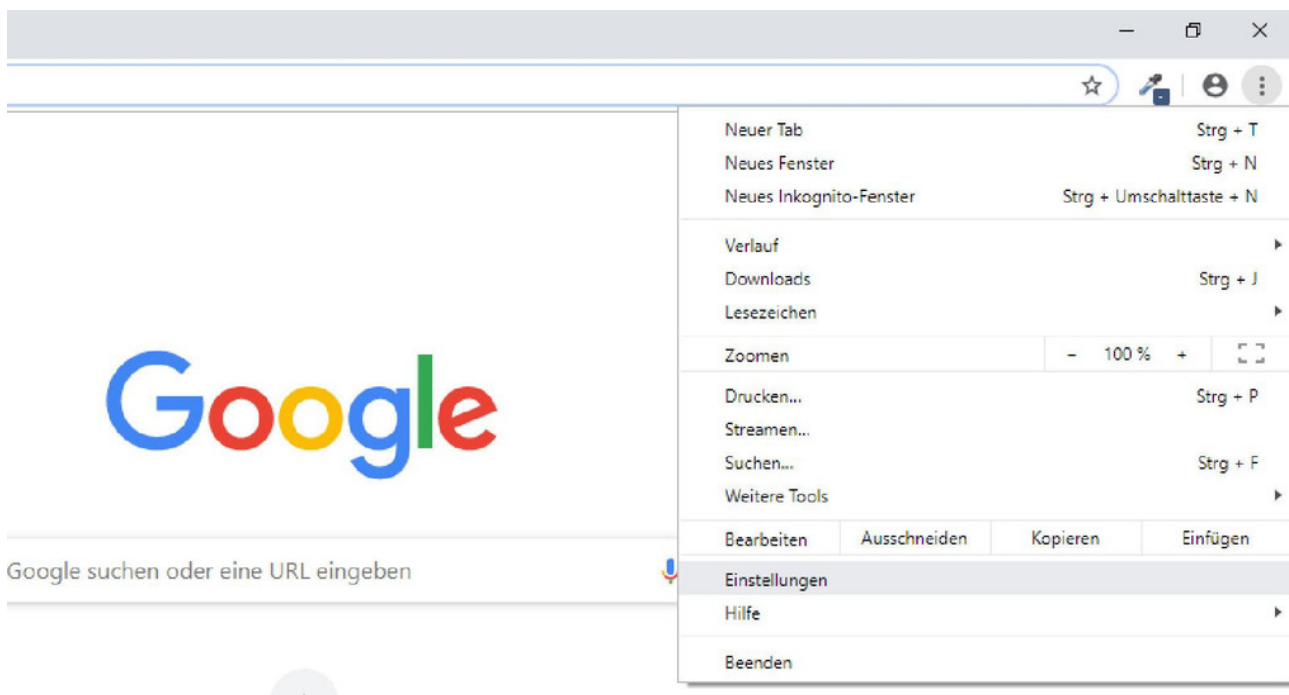 Neuer Tab Strg + T
Neues Fenster Strg + N
Neues Inkognito-Fenster Strg + Umschalttaste + N
Verlauf
Downloads Strg + J
Lesezeichen
Zoomen - 100 % +
Drucken... Strg + P
Streamen...
Suchen... Strg + F
Weitere Tools
Bearbeiten Ausschneiden Kopieren Einfügen
Einstellungen
Hilfe
Beenden
Google
Google suchen oder eine URL eingeben